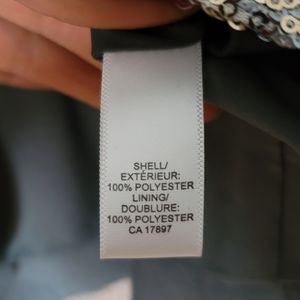 SHELL/
EXTÉRIEUR:
100% POLYESTER
LINING/
DOUBLURE:
100% POLYESTER
CA 17897